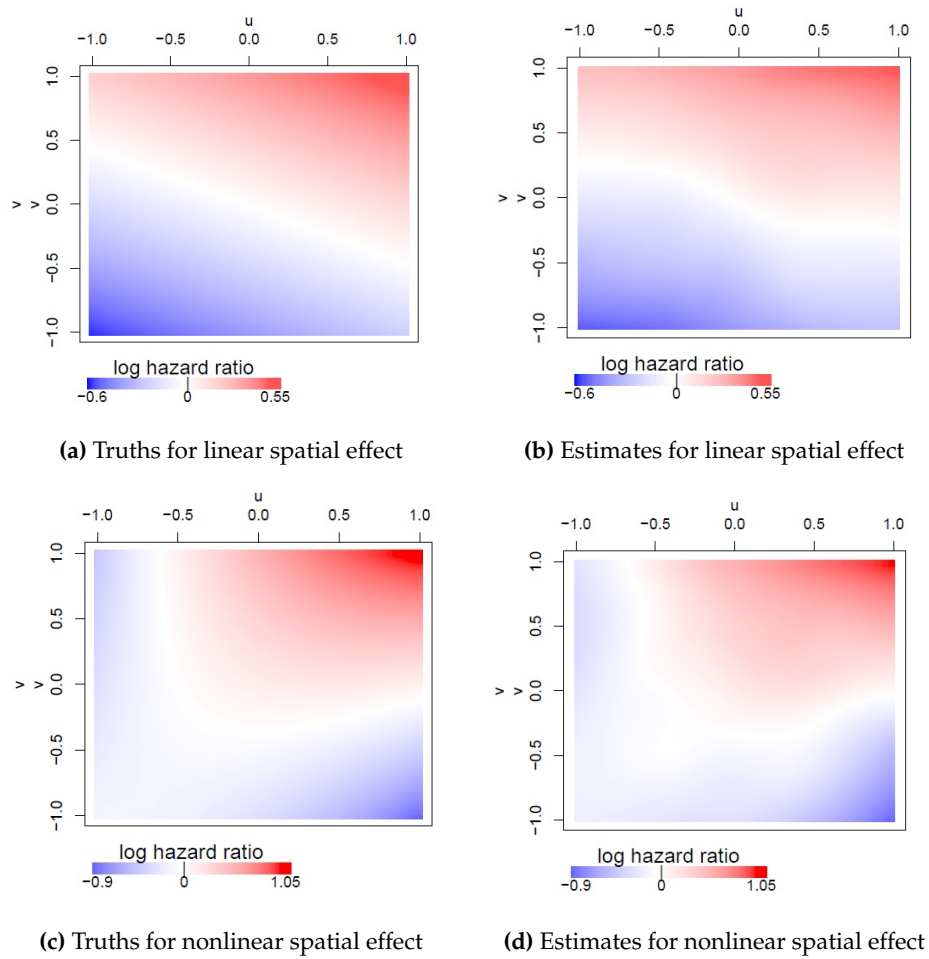 u
−1.0 −0.5 0.0 0.5 1.0
1.0
0.5
0.0
−0.5
−1.0
v
v
log hazard ratio
−0.6 0 0.55
(a) Truths for linear spatial effect
u
−1.0 −0.5 0.0 0.5 1.0
1.0
0.5
0.0
−0.5
−1.0
v
v
log hazard ratio
−0.6 0 0.55
(b) Estimates for linear spatial effect
u
−1.0 −0.5 0.0 0.5 1.0
1.0
0.5
0.0
−0.5
−1.0
v
v
log hazard ratio
−0.9 0 1.05
(c) Truths for nonlinear spatial effect
u
−1.0 −0.5 0.0 0.5 1.0
1.0
0.5
0.0
−0.5
−1.0
v
v
log hazard ratio
−0.9 0 1.05
(d) Estimates for nonlinear spatial effect